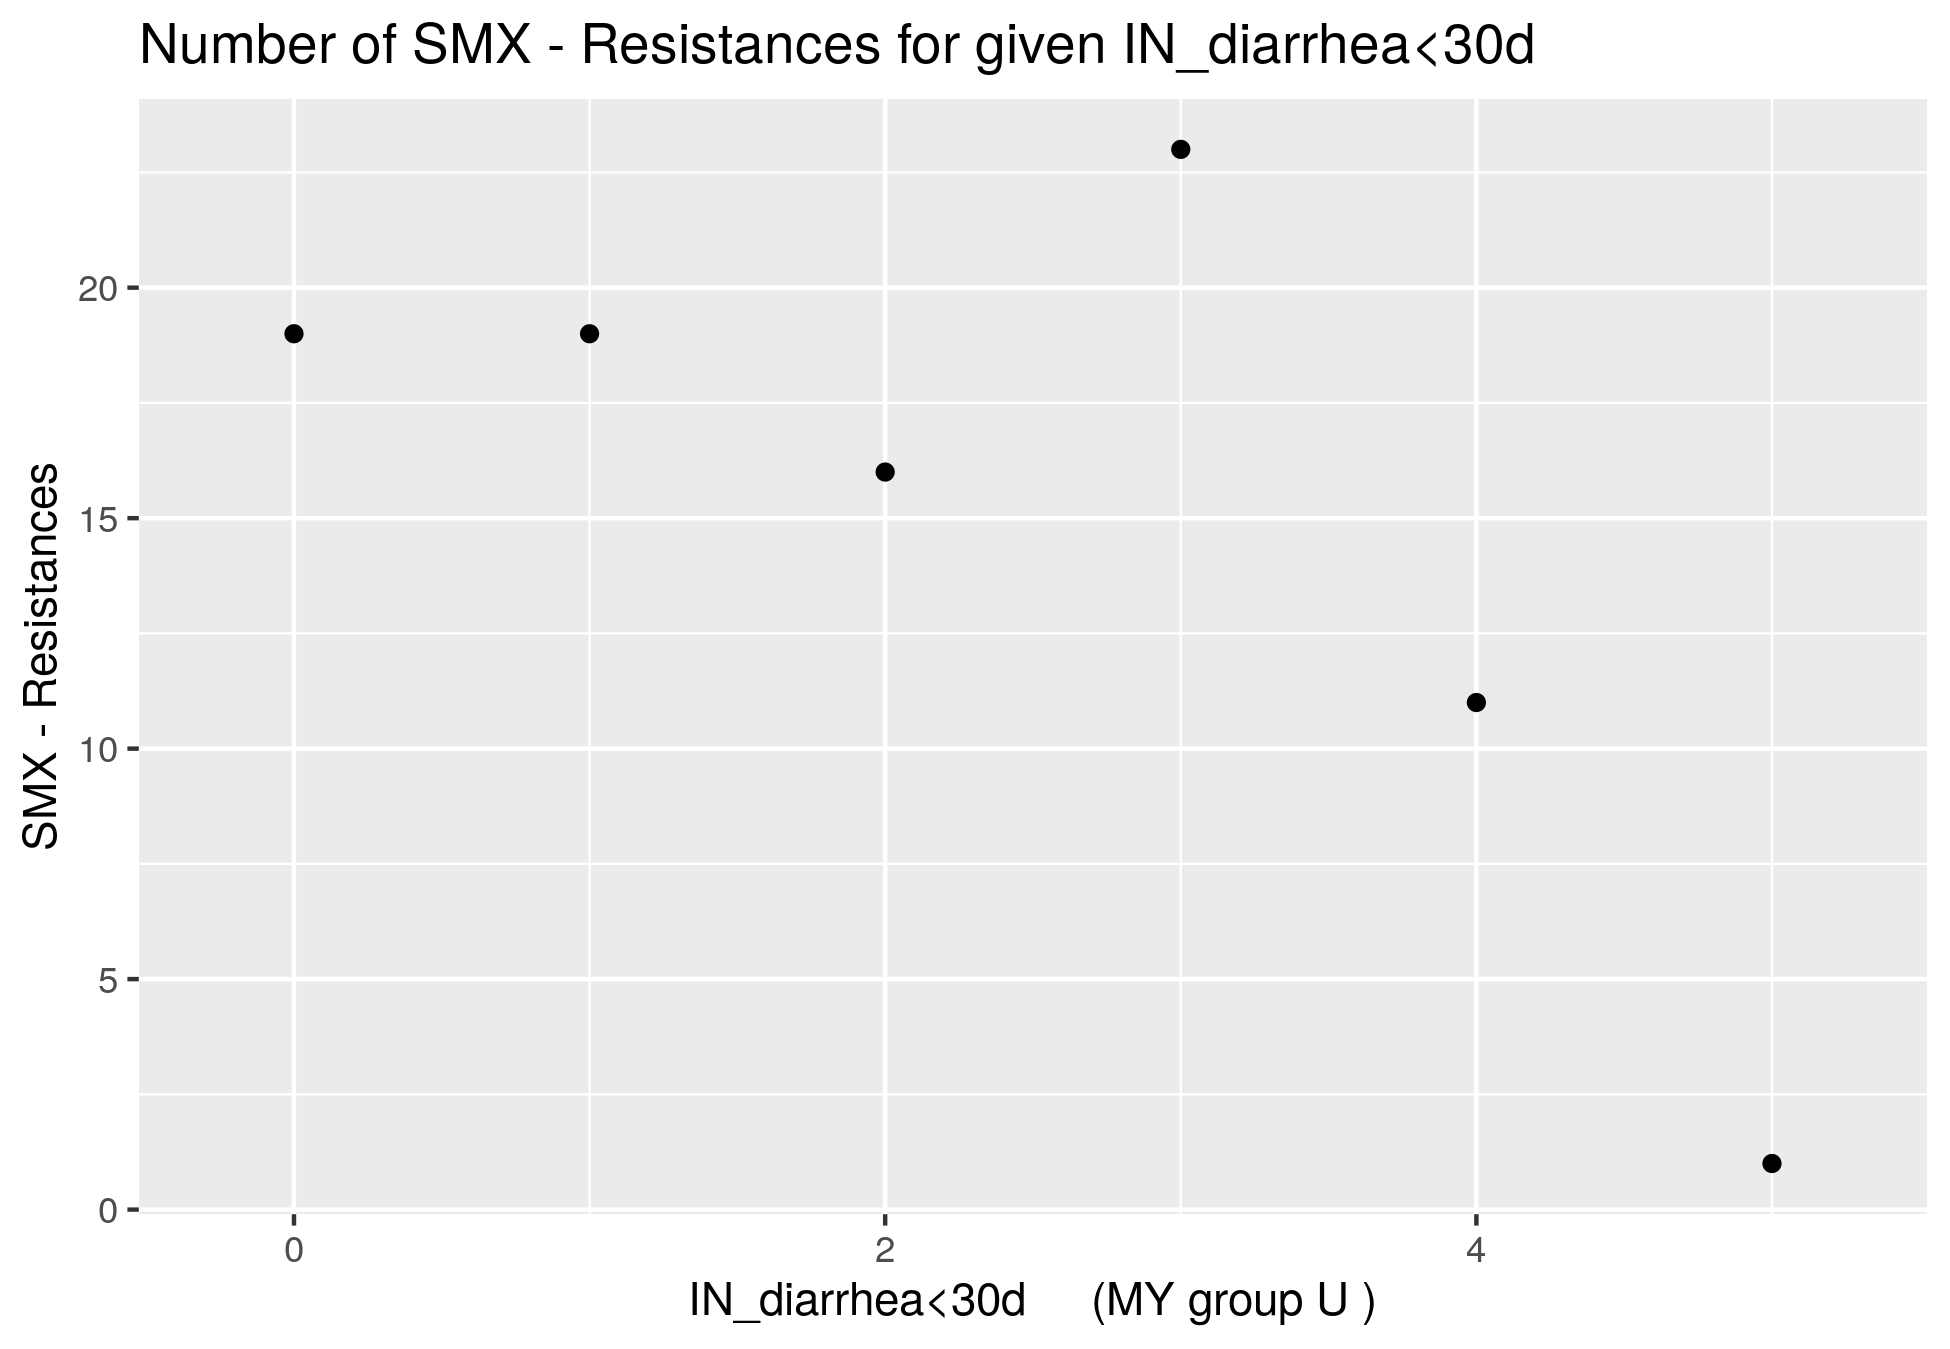 Number of SMX - Resistances for given IN_diarrhea<30d
SMX - Resistances
20
15
10
5
0
0 2 4
IN_diarrhea<30d (MY group U )